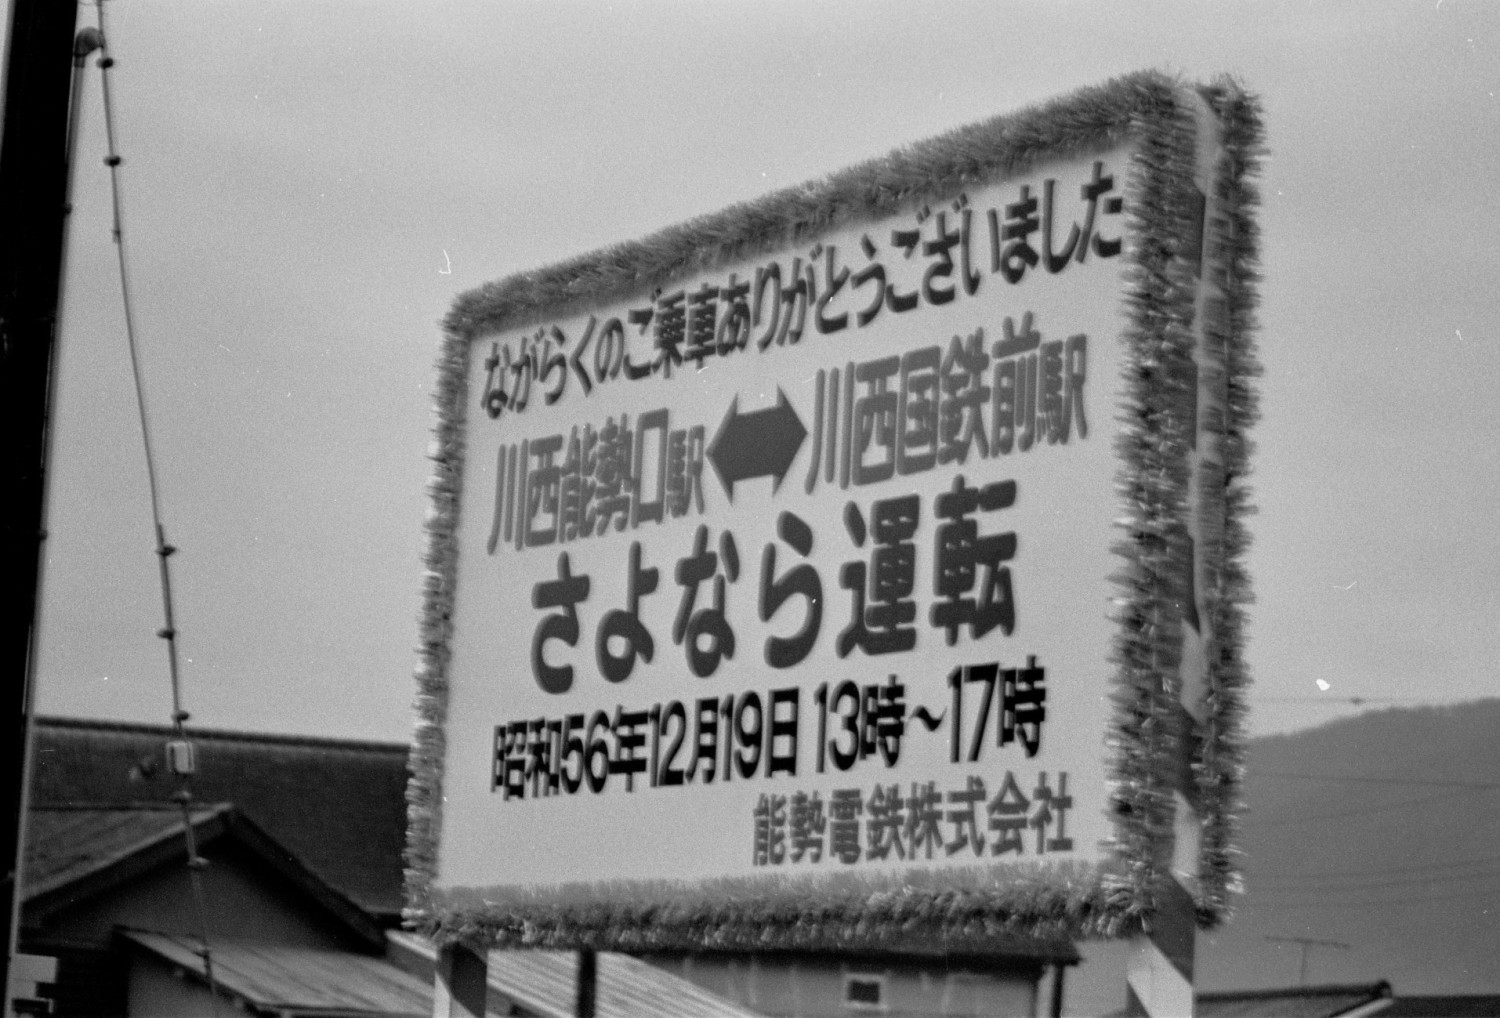 ながらくのご乗車ありがとうございました
川西能勢口駅⬌川西国鉄前駅
さよなら運転
昭和56年12月19日 13時～17時
能勢電鉄株式会社